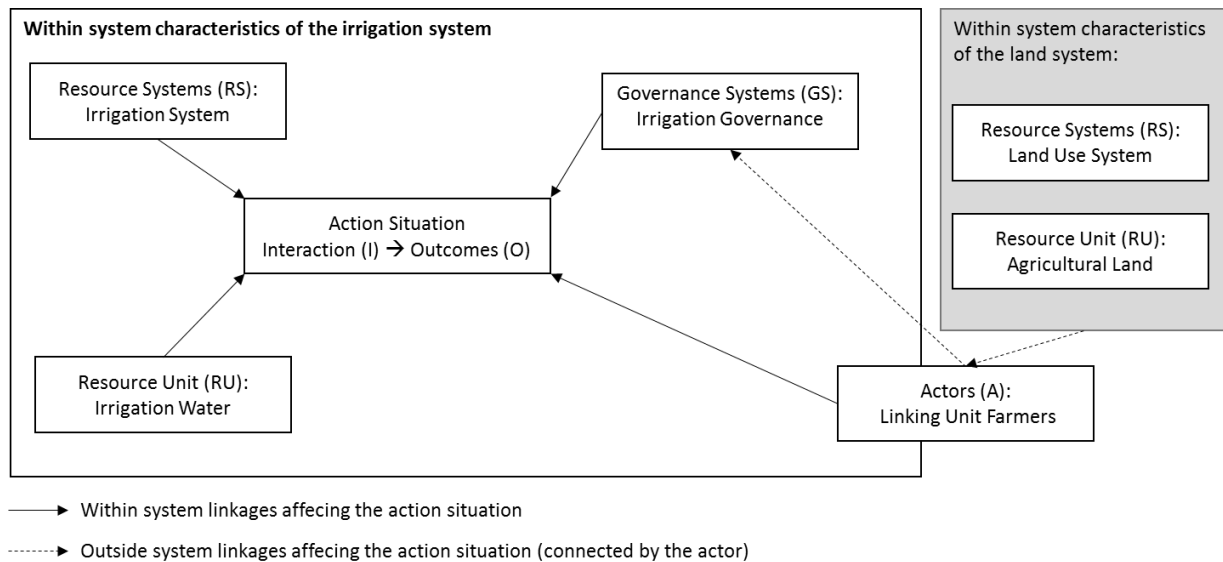 Within system characteristics of the irrigation system
Resource Systems (RS):
Irrigation System
Governance Systems (GS):
Irrigation Governance
Action Situation
Interaction (I) → Outcomes (O)
Resource Unit (RU):
Irrigation Water
Within system characteristics
of the land system:
Resource Systems (RS):
Land Use System
Resource Unit (RU):
Agricultural Land
Actors (A):
Linking Unit Farmers
Within system linkages affecing the action situation
Outside system linkages affecing the action situation (connected by the actor)